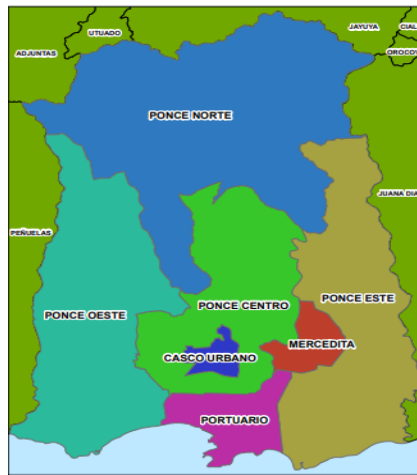 UTUADO
JAYUYA
CIAL
OROCOV
ADJUNTAS
PONCE NORTE
JUANA DIA
PEÑUELAS
PONCE CENTRO
PONCE ESTE
PONCE OESTE
MERCEDITA
CASCO URBANO
PORTUARIO